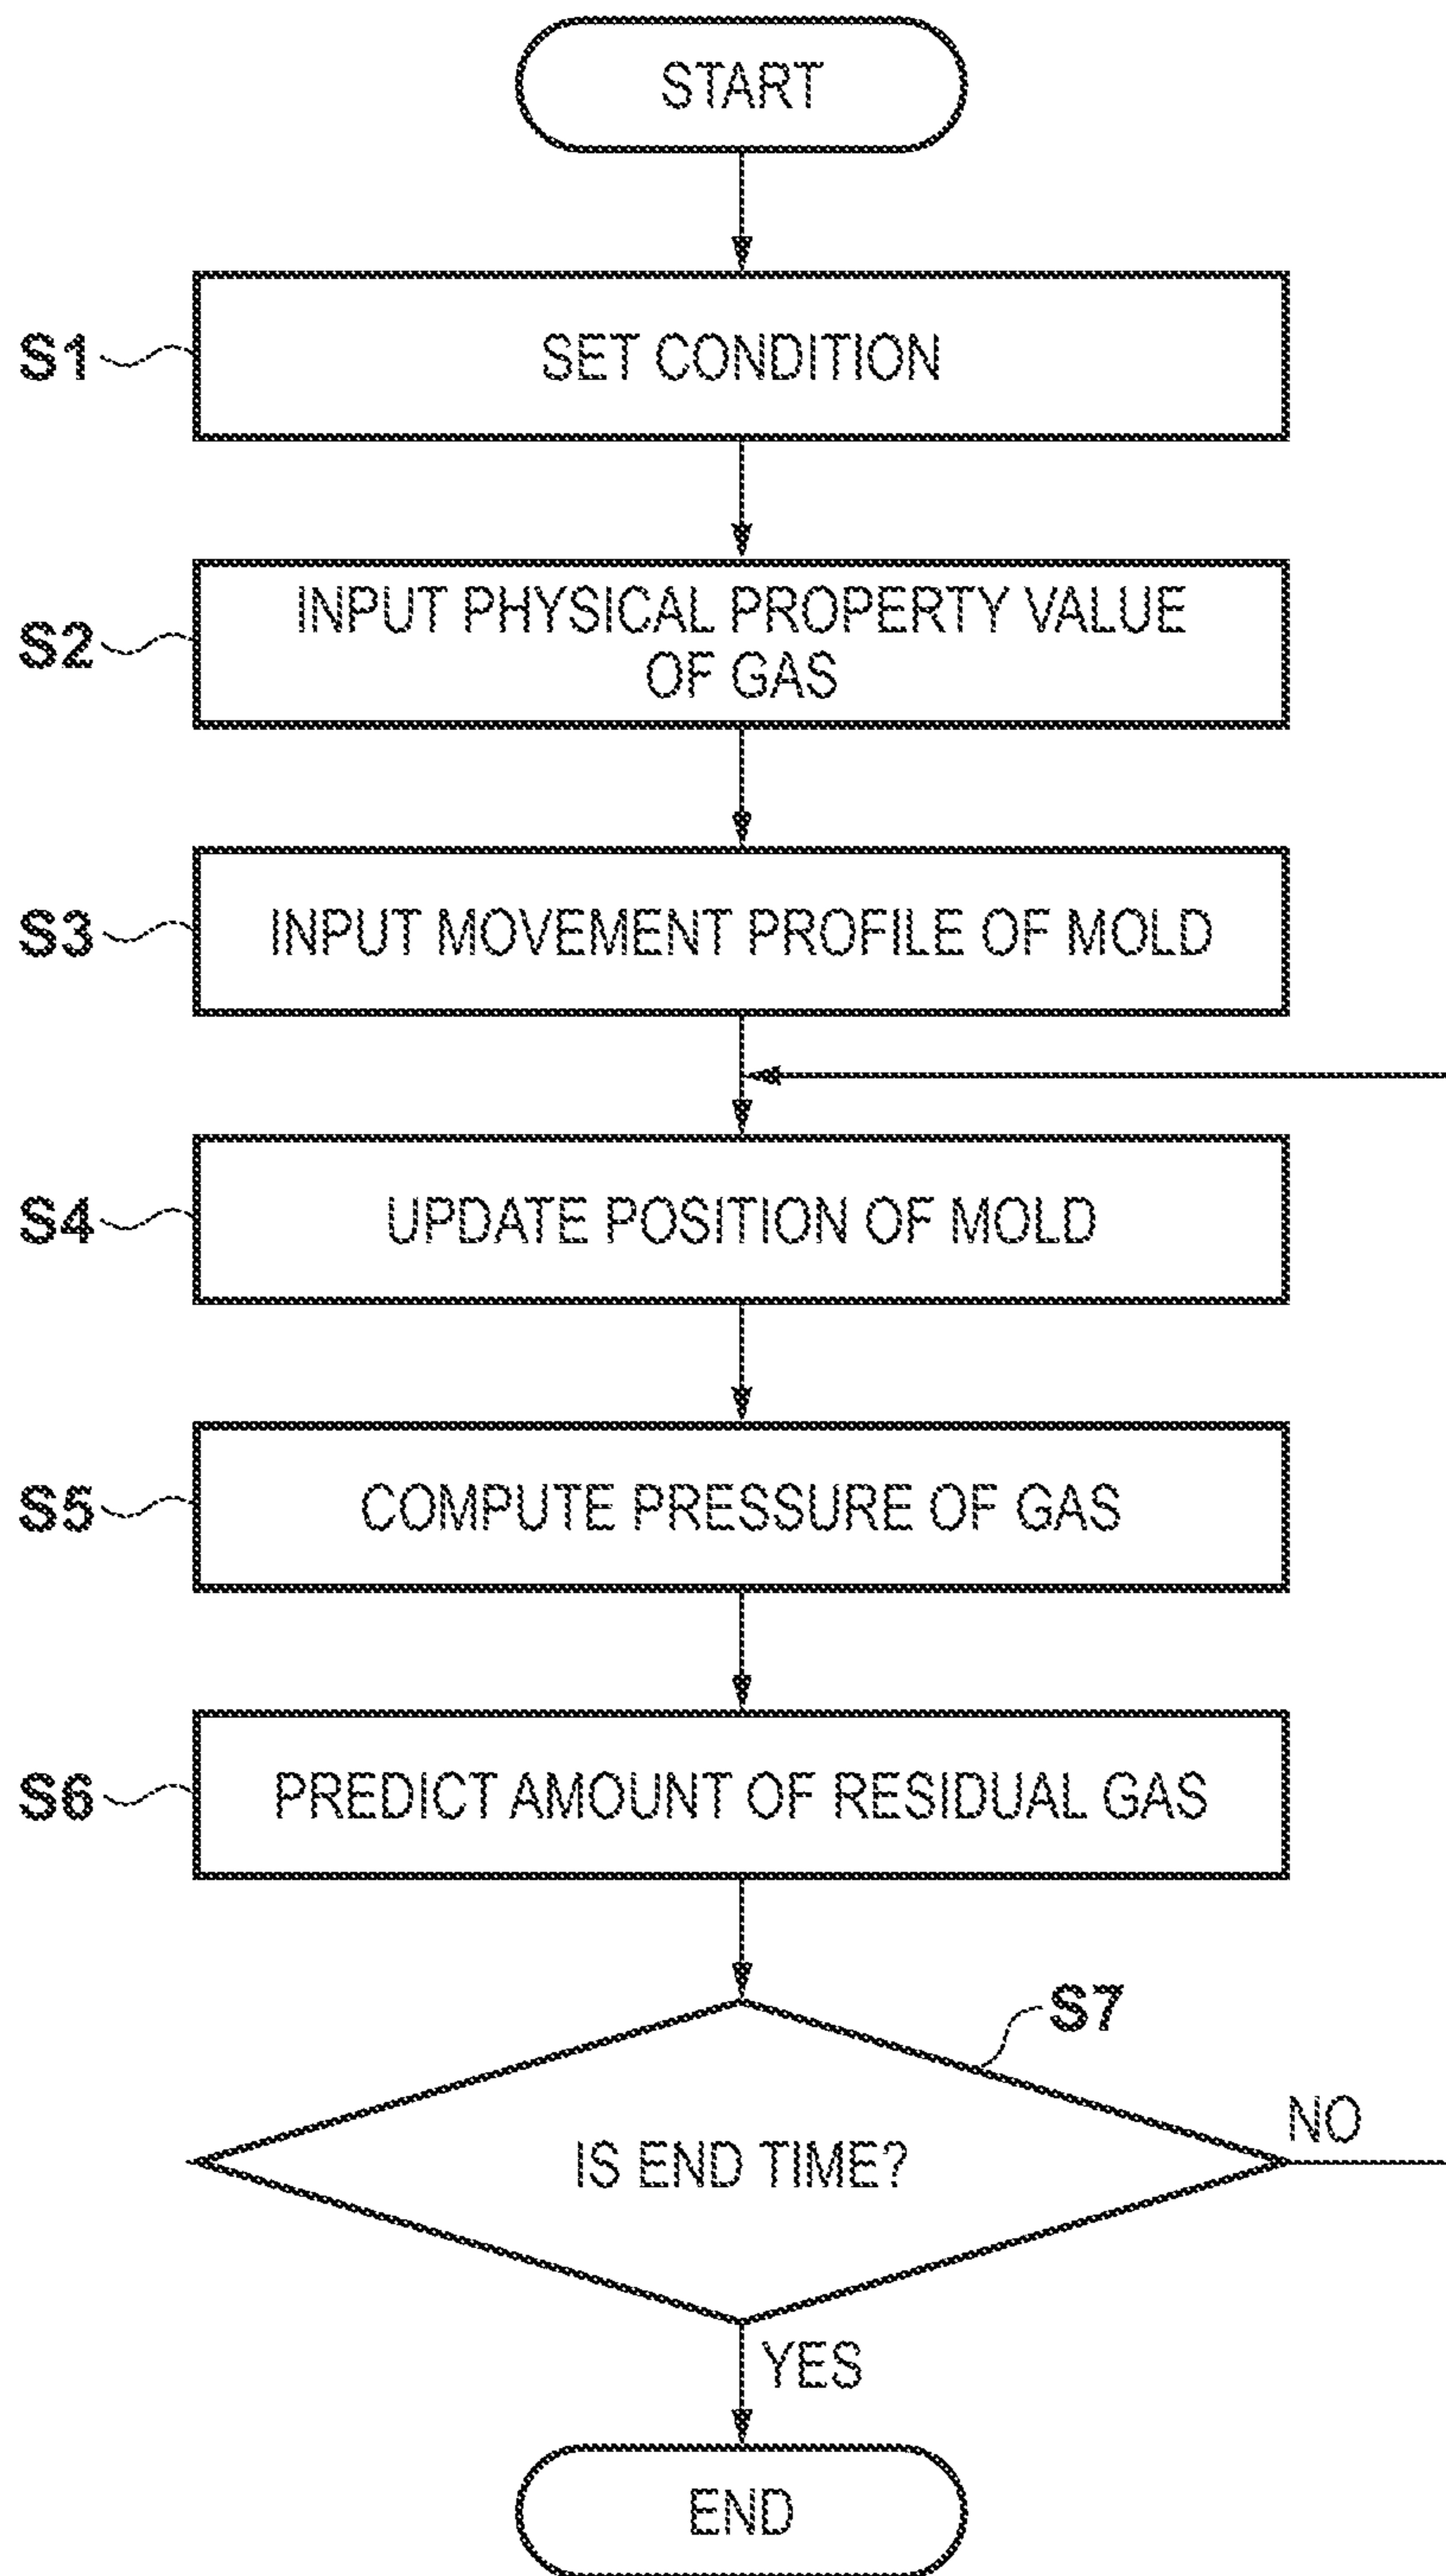 START
S1 SET CONDITION
S2 INPUT PHYSICAL PROPERTY VALUE
OF GAS
S3 INPUT MOVEMENT PROFILE OF MOLD
S4 UPDATE POSITION OF MOLD
S5 COMPUTE PRESSURE OF GAS
S6 PREDICT AMOUNT OF RESIDUAL GAS
S7
IS END TIME?
NO
YES
END